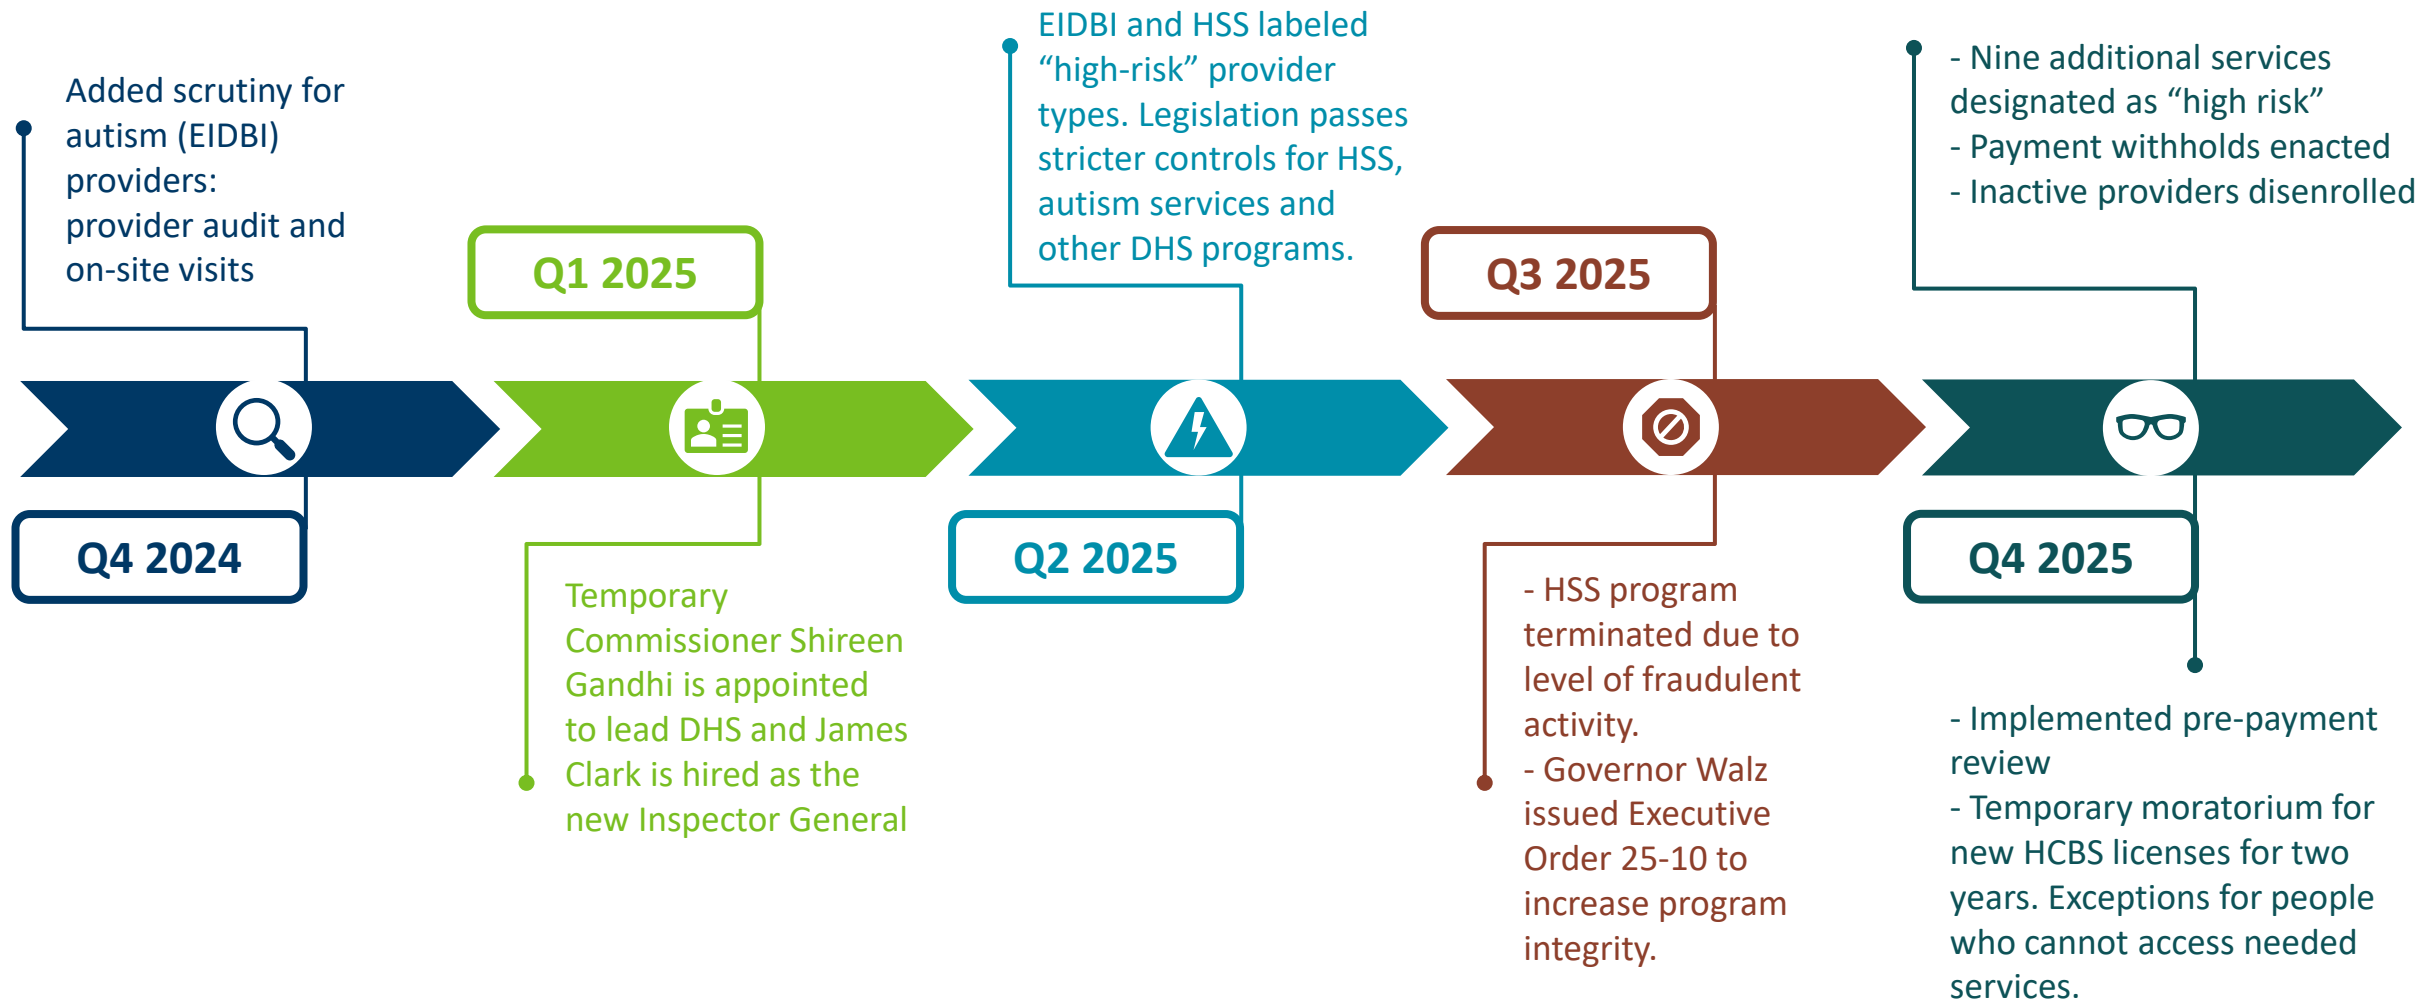 Added scrutiny for
autism (EIDBI)
providers:
provider audit and
on-site visits
Q4 2024
Q1 2025
Temporary
Commissioner Shireen
Gandhi is appointed
to lead DHS and James
Clark is hired as the
new Inspector General
EIDBI and HSS labeled
“high-risk” provider
types. Legislation passes
stricter controls for HSS,
autism services and
other DHS programs.
Q2 2025
Q3 2025
- HSS program
terminated due to
level of fraudulent
activity.
- Governor Walz
issued Executive
Order 25-10 to
increase program
integrity.
- Nine additional services
designated as “high risk”
- Payment withholds enacted
- Inactive providers disenrolled
Q4 2025
- Implemented pre-payment
review
- Temporary moratorium for
new HCBS licenses for two
years. Exceptions for people
who cannot access needed
services.